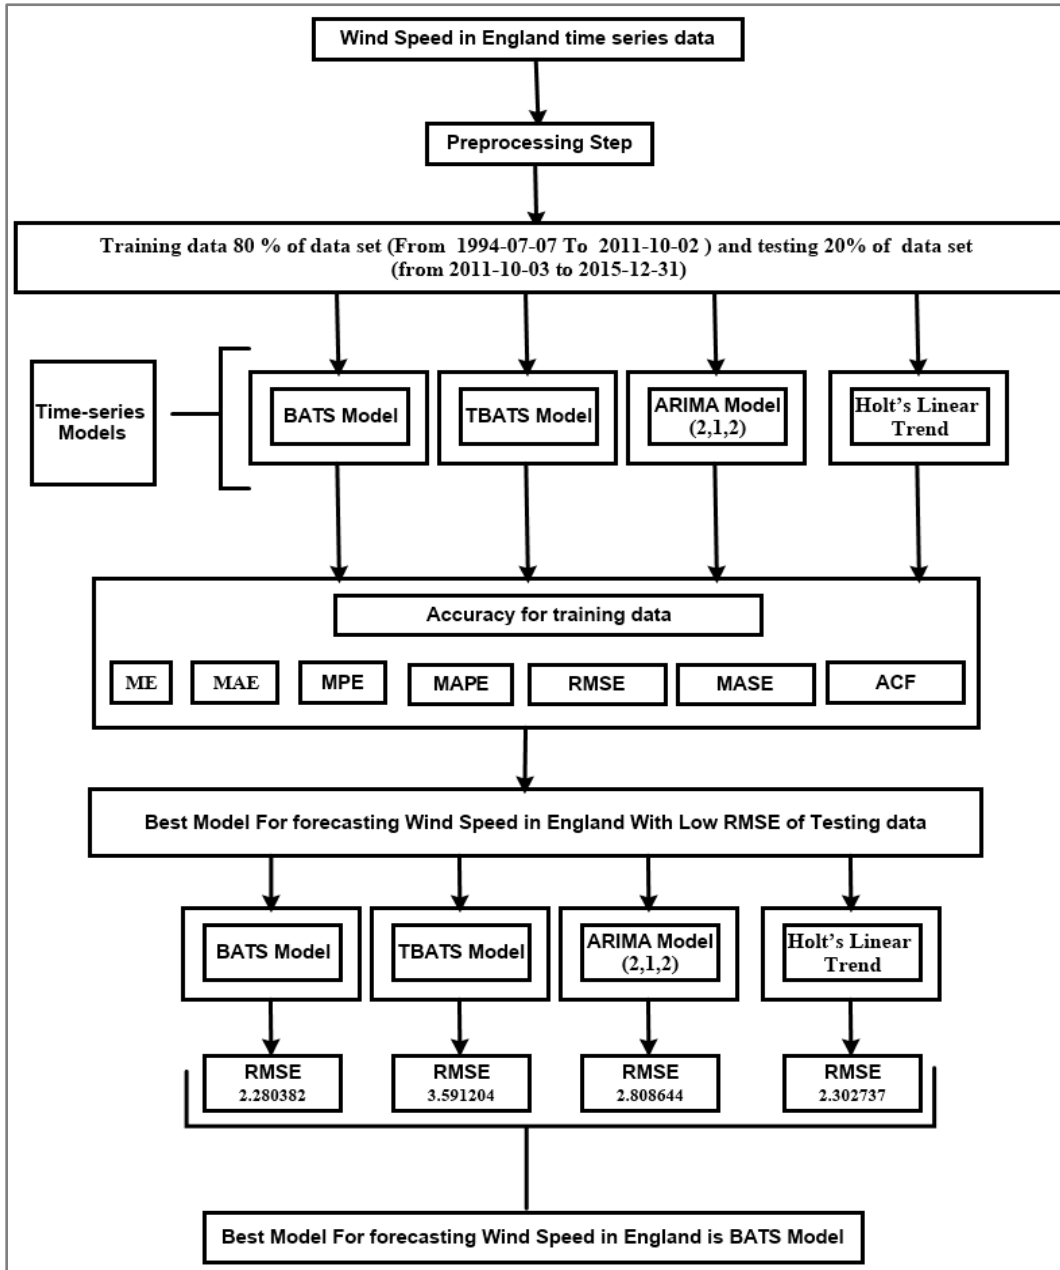 Wind Speed in England time series data
Preprocessing Step
Training data 80 % of data set (From 1994-07-07 To 2011-10-02 ) and testing 20% of data set
(from 2011-10-03 to 2015-12-31)
Time-series
Models
BATS Model
TBATS Model
ARIMA Model
(2,1,2)
Holt's Linear
Trend
Accuracy for training data
ME
MAE
MPE
MAPE
RMSE
MASE
ACF
Best Model For forecasting Wind Speed in England With Low RMSE of Testing data
BATS Model
TBATS Model
ARIMA Model
(2,1,2)
Holt's Linear
Trend
RMSE
2.280382
RMSE
3.591204
RMSE
2.808644
RMSE
2.302737
Best Model For forecasting Wind Speed in England is BATS Model